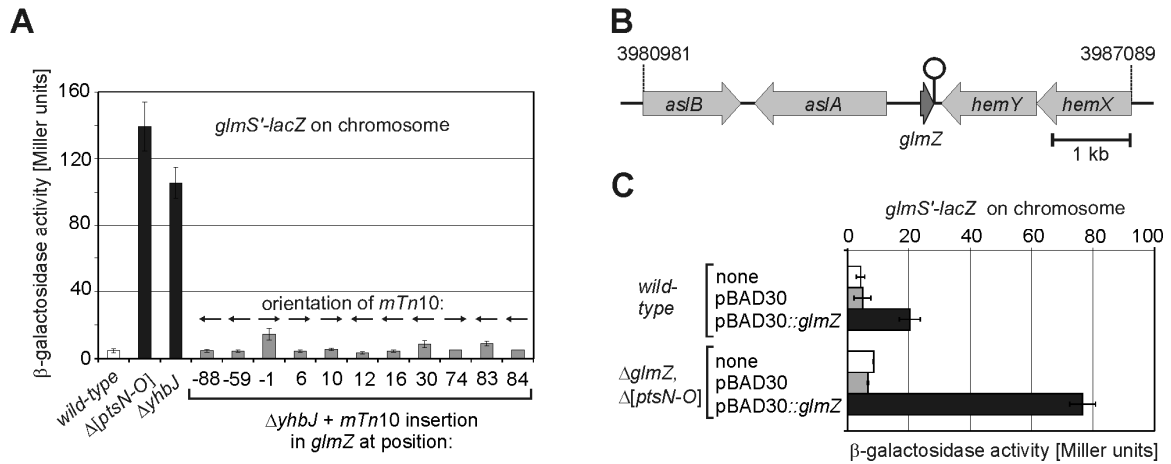 A
β-galactosidase activity [Miller units]
160
120
80
40
0
glmS'-lacZ on chromosome
orientation of mTn10:
wild-type
Δ[ptsN-O]
ΔyhbJ
-88 -59 -1 6 10 12 16 30 74 83 84
ΔyhbJ + mTn10 insertion
in glmZ at position:
B
3980981 3987089
aslB aslA hemY hemX
glmZ
1 kb
C
glmS'-lacZ on chromosome
0 20 40 60 80 100
wild-
type
none
pBAD30
pBAD30::glmZ
ΔglmZ,
Δ[ptsN-O]
none
pBAD30
pBAD30::glmZ
β-galactosidase activity [Miller units]